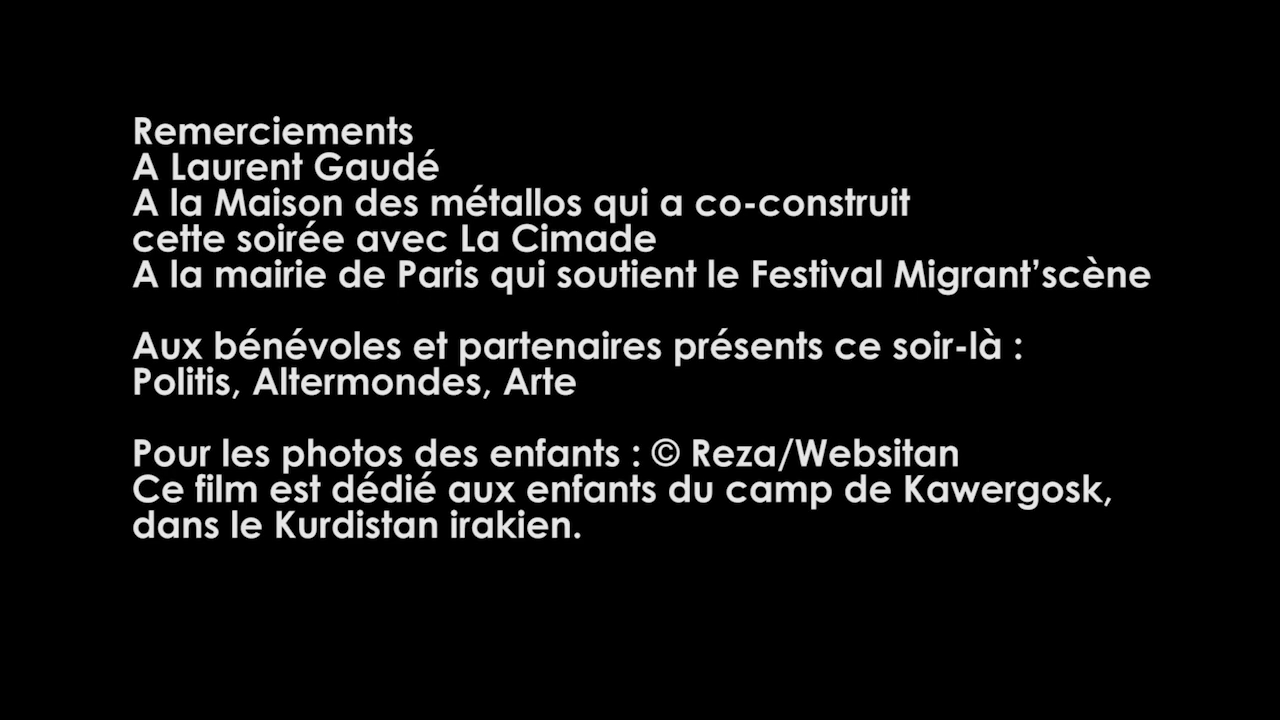 Remerciements
A Laurent Gaudé
A la Maison des métallos qui a co-construit
cette soirée avec La Cimade
A la mairie de Paris qui soutient le Festival Migrant’scène
Aux bénévoles et partenaires présents ce soir-là :
Politis, Altermondes, Arte
Pour les photos des enfants : © Reza/Websitan
Ce film est dédié aux enfants du camp de Kawergosk,
dans le Kurdistan irakien.